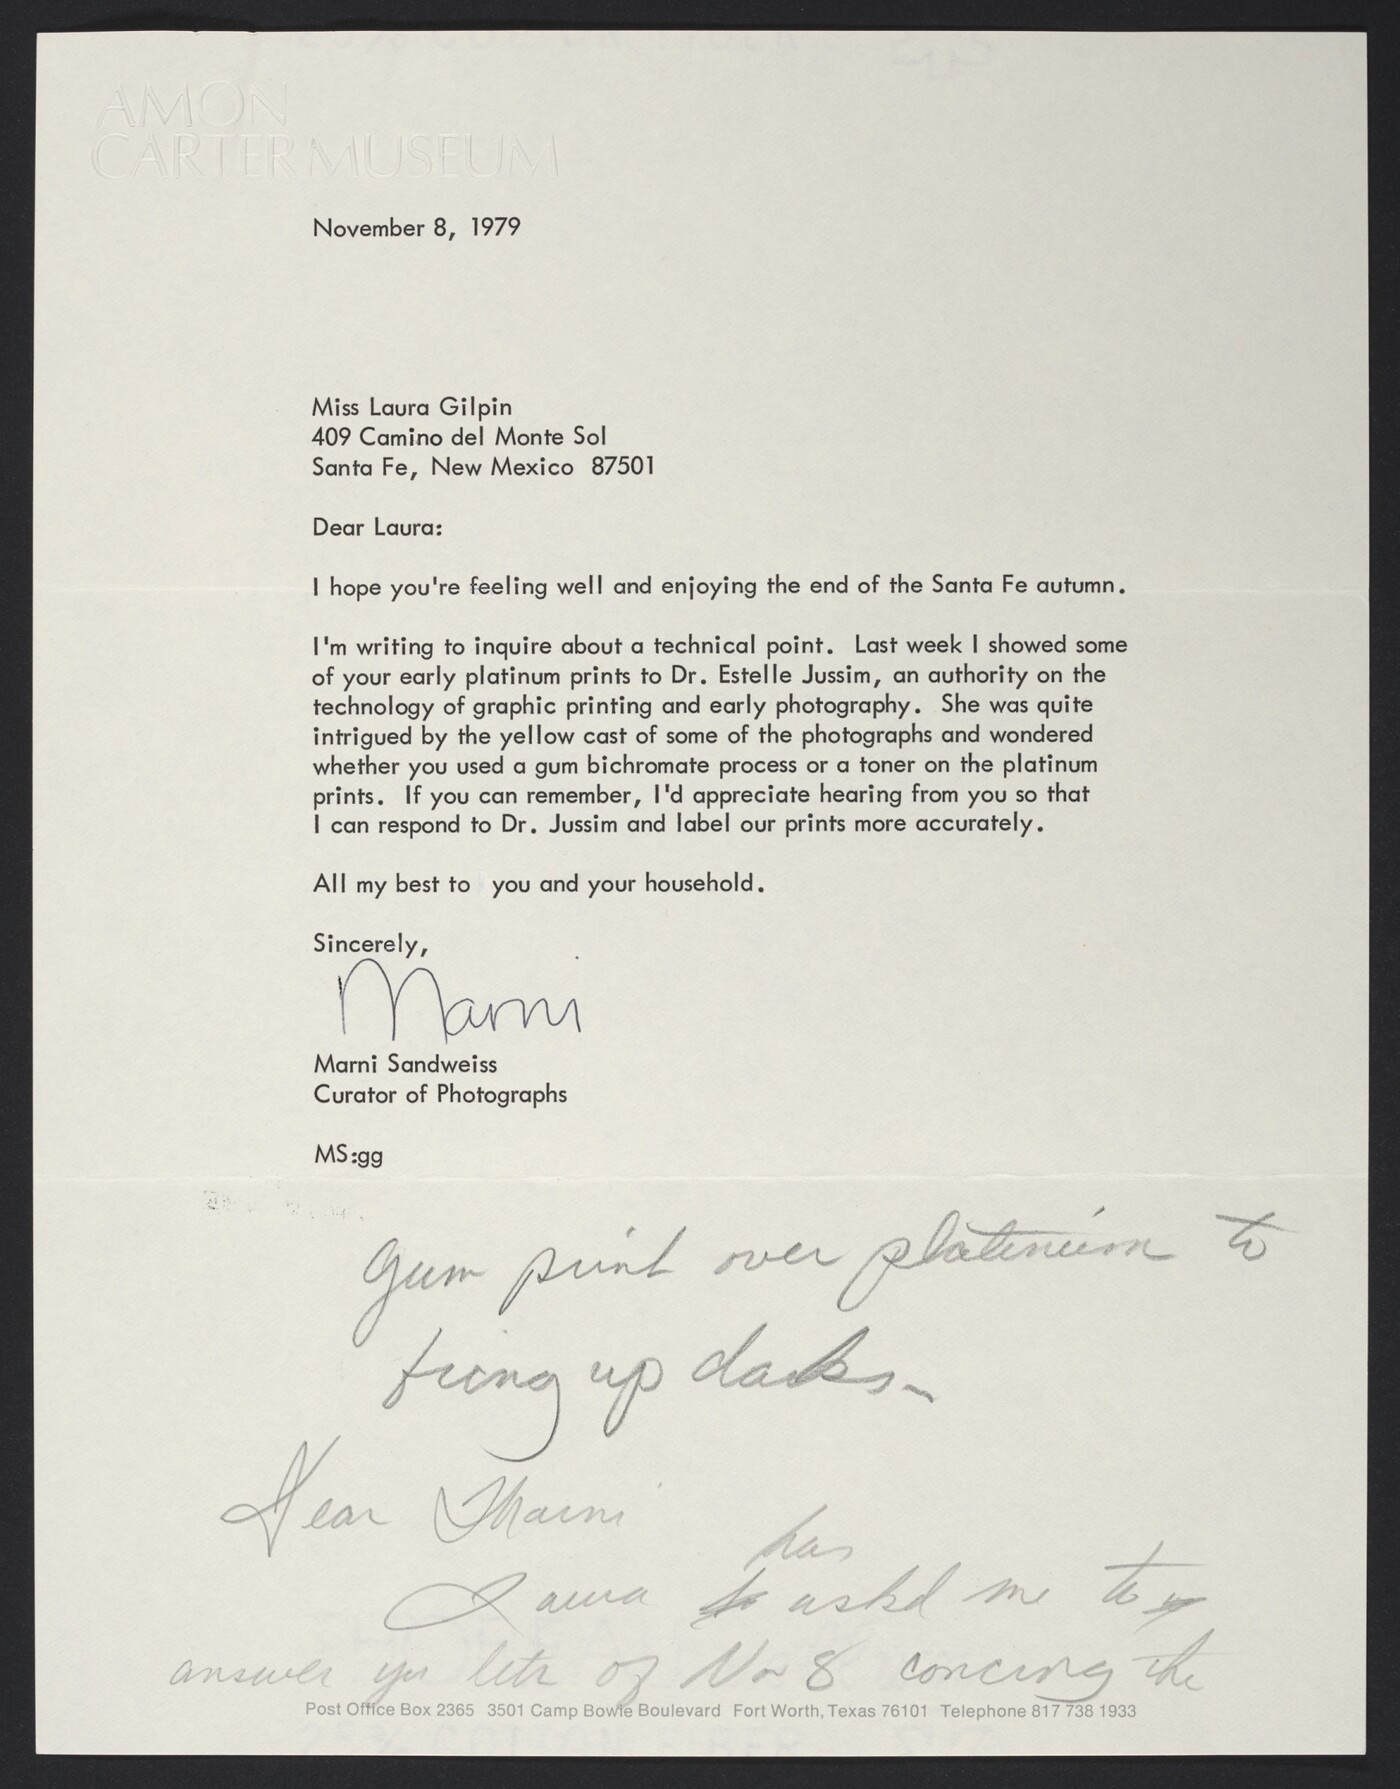 AMON
CARTER MUSEUM
November 8, 1979
Miss Laura Gilpin
409 Camino del Monte Sol
Santa Fe, New Mexico 87501
Dear Laura:
I hope you're feeling well and enjoying the end of the Santa Fe autumn.
I'm writing to inquire about a technical point. Last week I showed some
of your early platinum prints to Dr. Estelle Jussim, an authority on the
technology of graphic printing and early photography. She was quite
intrigued by the yellow cast of some of the photographs and wondered
whether you used a gum bichromate process or a toner on the platinum
prints. If you can remember, I'd appreciate hearing from you so that
I can respond to Dr. Jussim and label our prints more accurately.
All my best to you and your household.
Sincerely,
Marni
Marni Sandweiss
Curator of Photographs
MS:gg
Gum print over platinum to
bring up darks
Dear Marni
has
Laura askd me to
answer yr of Nov 8 the
Post Office Box 2365 3501 Camp Bowie Boulevard Fort Worth, Texas 76101 Telephone 817 738 1933